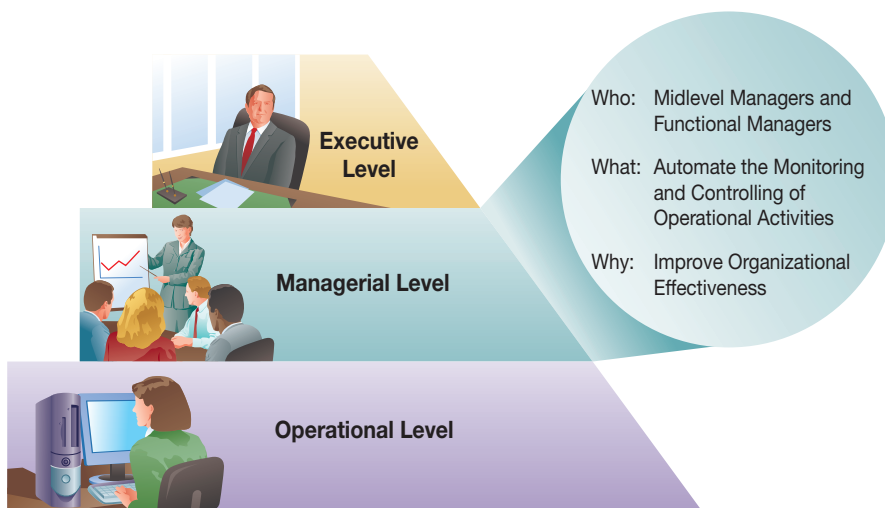 Executive
Level
Managerial Level
Operational Level
Who: Midlevel Managers and
Functional Managers
What: Automate the Monitoring
and Controlling of
Operational Activities
Why: Improve Organizational
Effectiveness